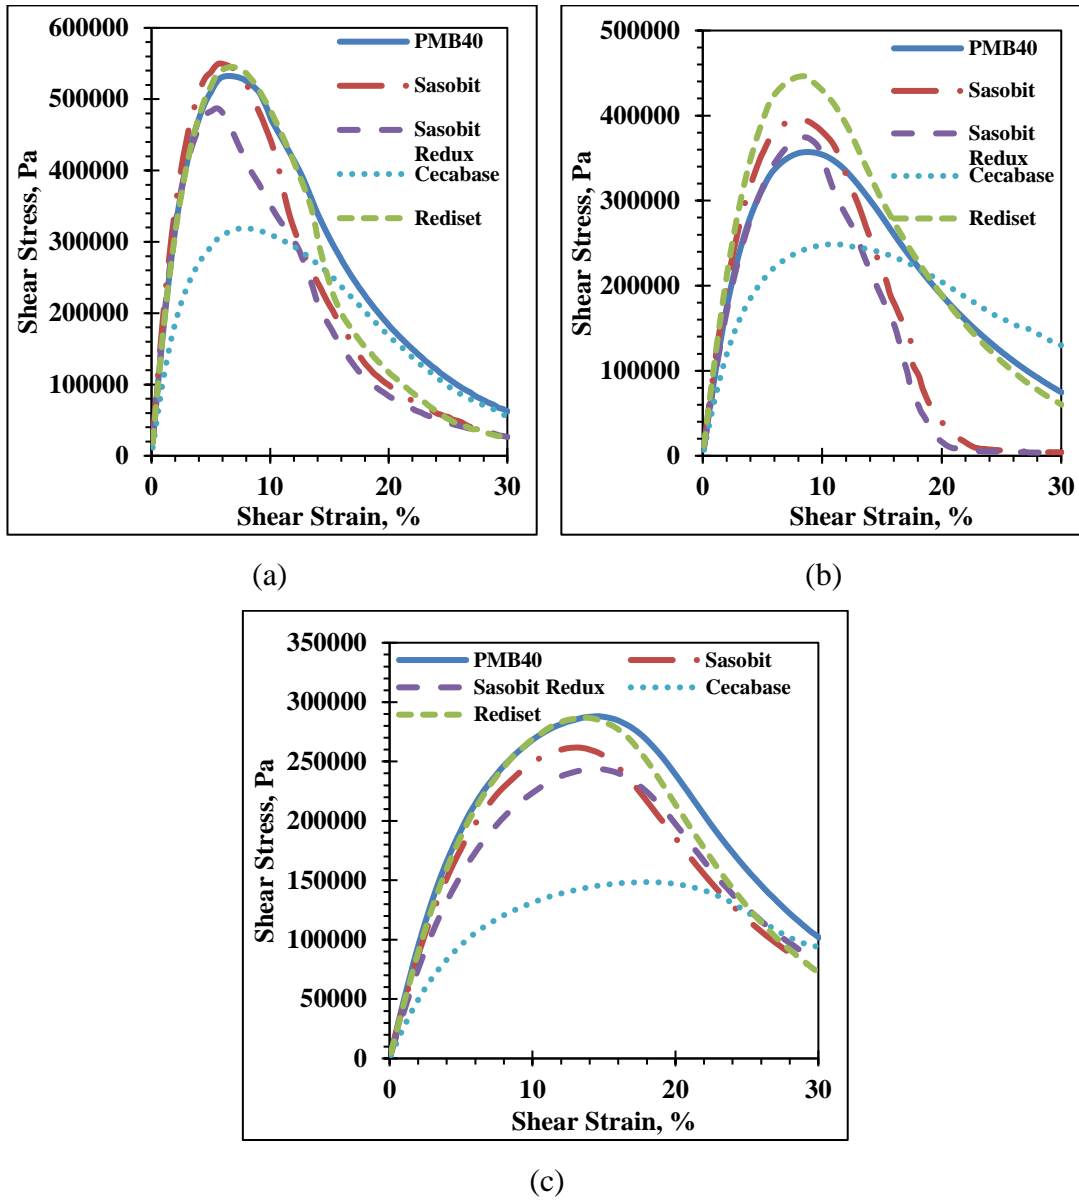 600000
500000
400000
300000
200000
100000
0
Shear Stress, Pa
PMB40
Sasobit
Sasobit
Redux
Cecabase
Rediset
0 10 20 30
Shear Strain, %
(a)
500000
400000
300000
200000
100000
0
Shear Stress, Pa
PMB40
Sasobit
Sasobit
Redux
Cecabase
Rediset
0 10 20 30
Shear Strain, %
(b)
350000
300000
250000
200000
150000
100000
50000
0
Shear Stress, Pa
PMB40 Sasobit
Sasobit Redux Cecabase
Rediset
0 10 20 30
Shear Strain, %
(c)